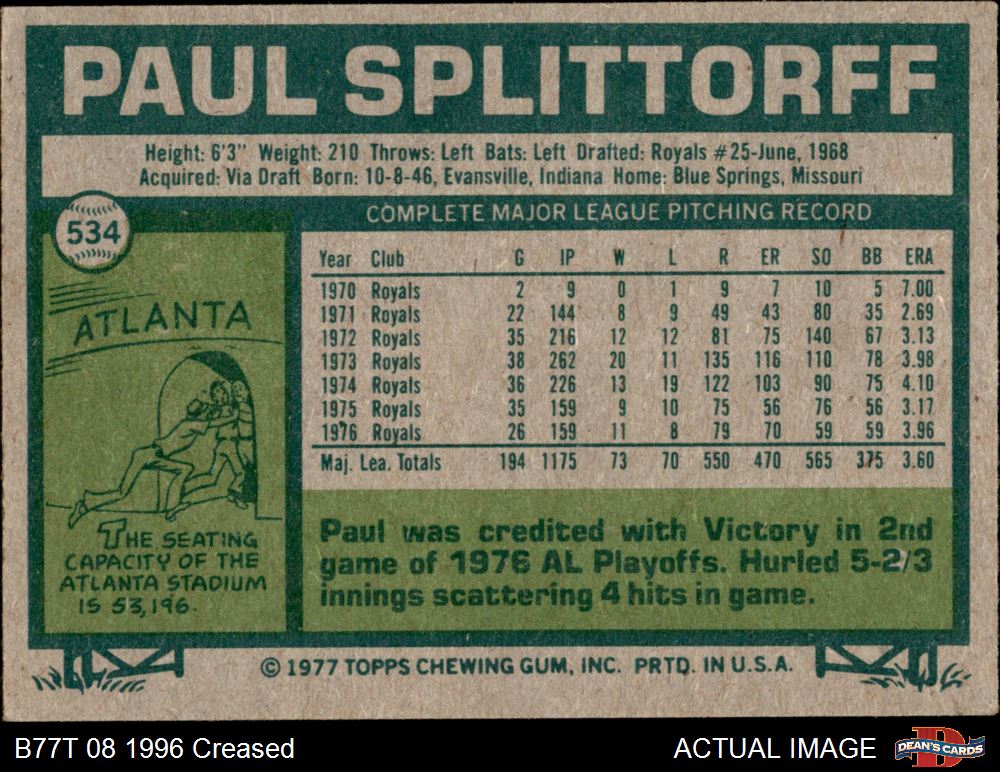 PAUL SPLITTORFF
Height: 6'3" Weight: 210 Throws: Left Bats: Left Drafted: Royals #25-June, 1968
Acquired: Via Draft Born: 10-8-46, Evansville, Indiana Home: Blue Springs, Missouri
534
COMPLETE MAJOR LEAGUE PITCHING RECORD
Year Club G IP W L R ER SO BB ERA
1970 Royals 2 9 0 1 9 7 10 5 7.00
1971 Royals 22 144 8 9 49 43 80 35 2.69
1972 Royals 35 216 12 12 81 75 140 67 3.13
1973 Royals 38 262 20 11 135 116 110 78 3.98
1974 Royals 36 226 13 19 122 103 90 75 4.10
1975 Royals 35 159 9 10 75 56 76 56 3.17
1976 Royals 26 159 11 8 79 70 59 59 3.96
Maj. Lea. Totals 194 1175 73 70 550 470 565 375 3.60
ATLANTA
THE SEATING
CAPACITY OF THE
ATLANTA STADIUM
IS 53,196.
Paul was credited with Victory in 2nd
game of 1976 AL Playoffs. Hurled 5-2/3
innings scattering 4 hits in game.
© 1977 TOPPS CHEWING GUM, INC. PRTD. IN U.S.A.
B77T 08 1996 Creased
ACTUAL IMAGE
DEAN'S CARDS